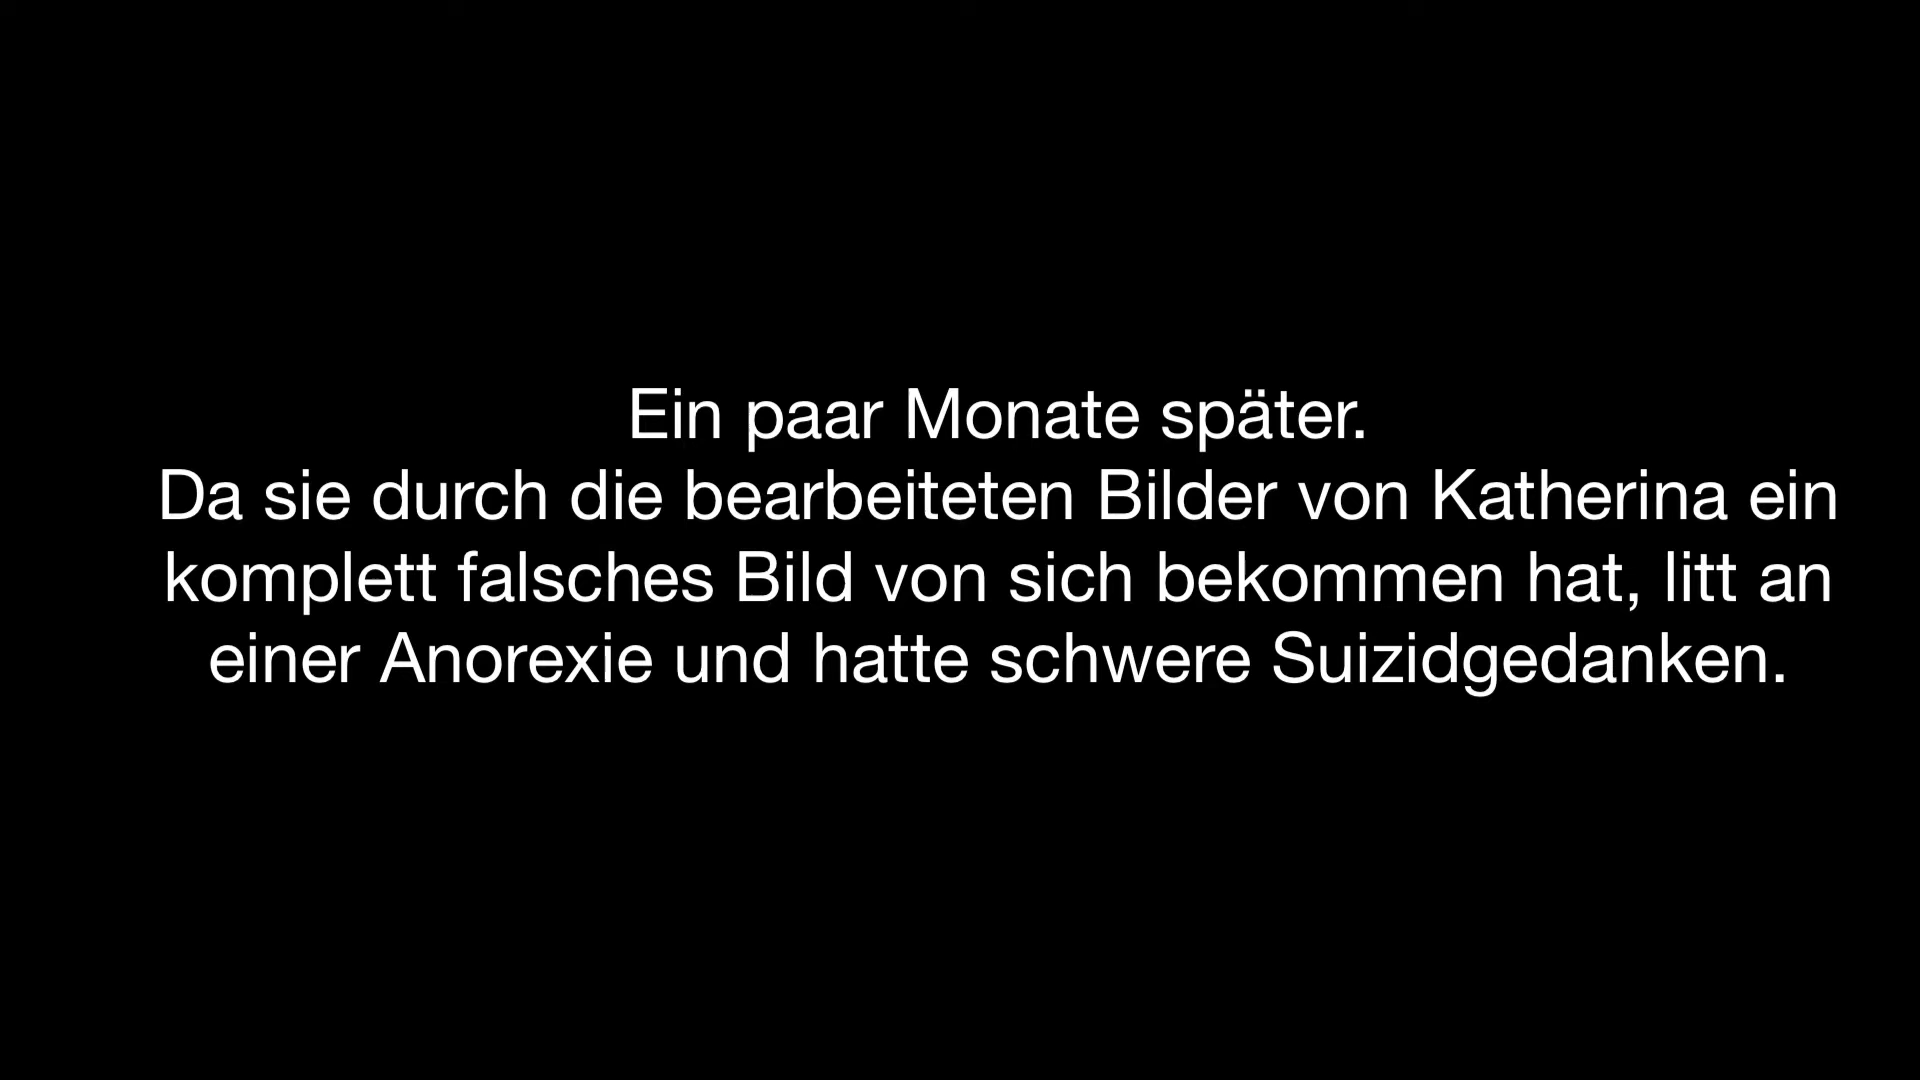 Ein paar Monate später.
Da sie durch die bearbeiteten Bilder von Katherina ein
komplett falsches Bild von sich bekommen hat, litt an
einer Anorexie und hatte schwere Suizidgedanken.